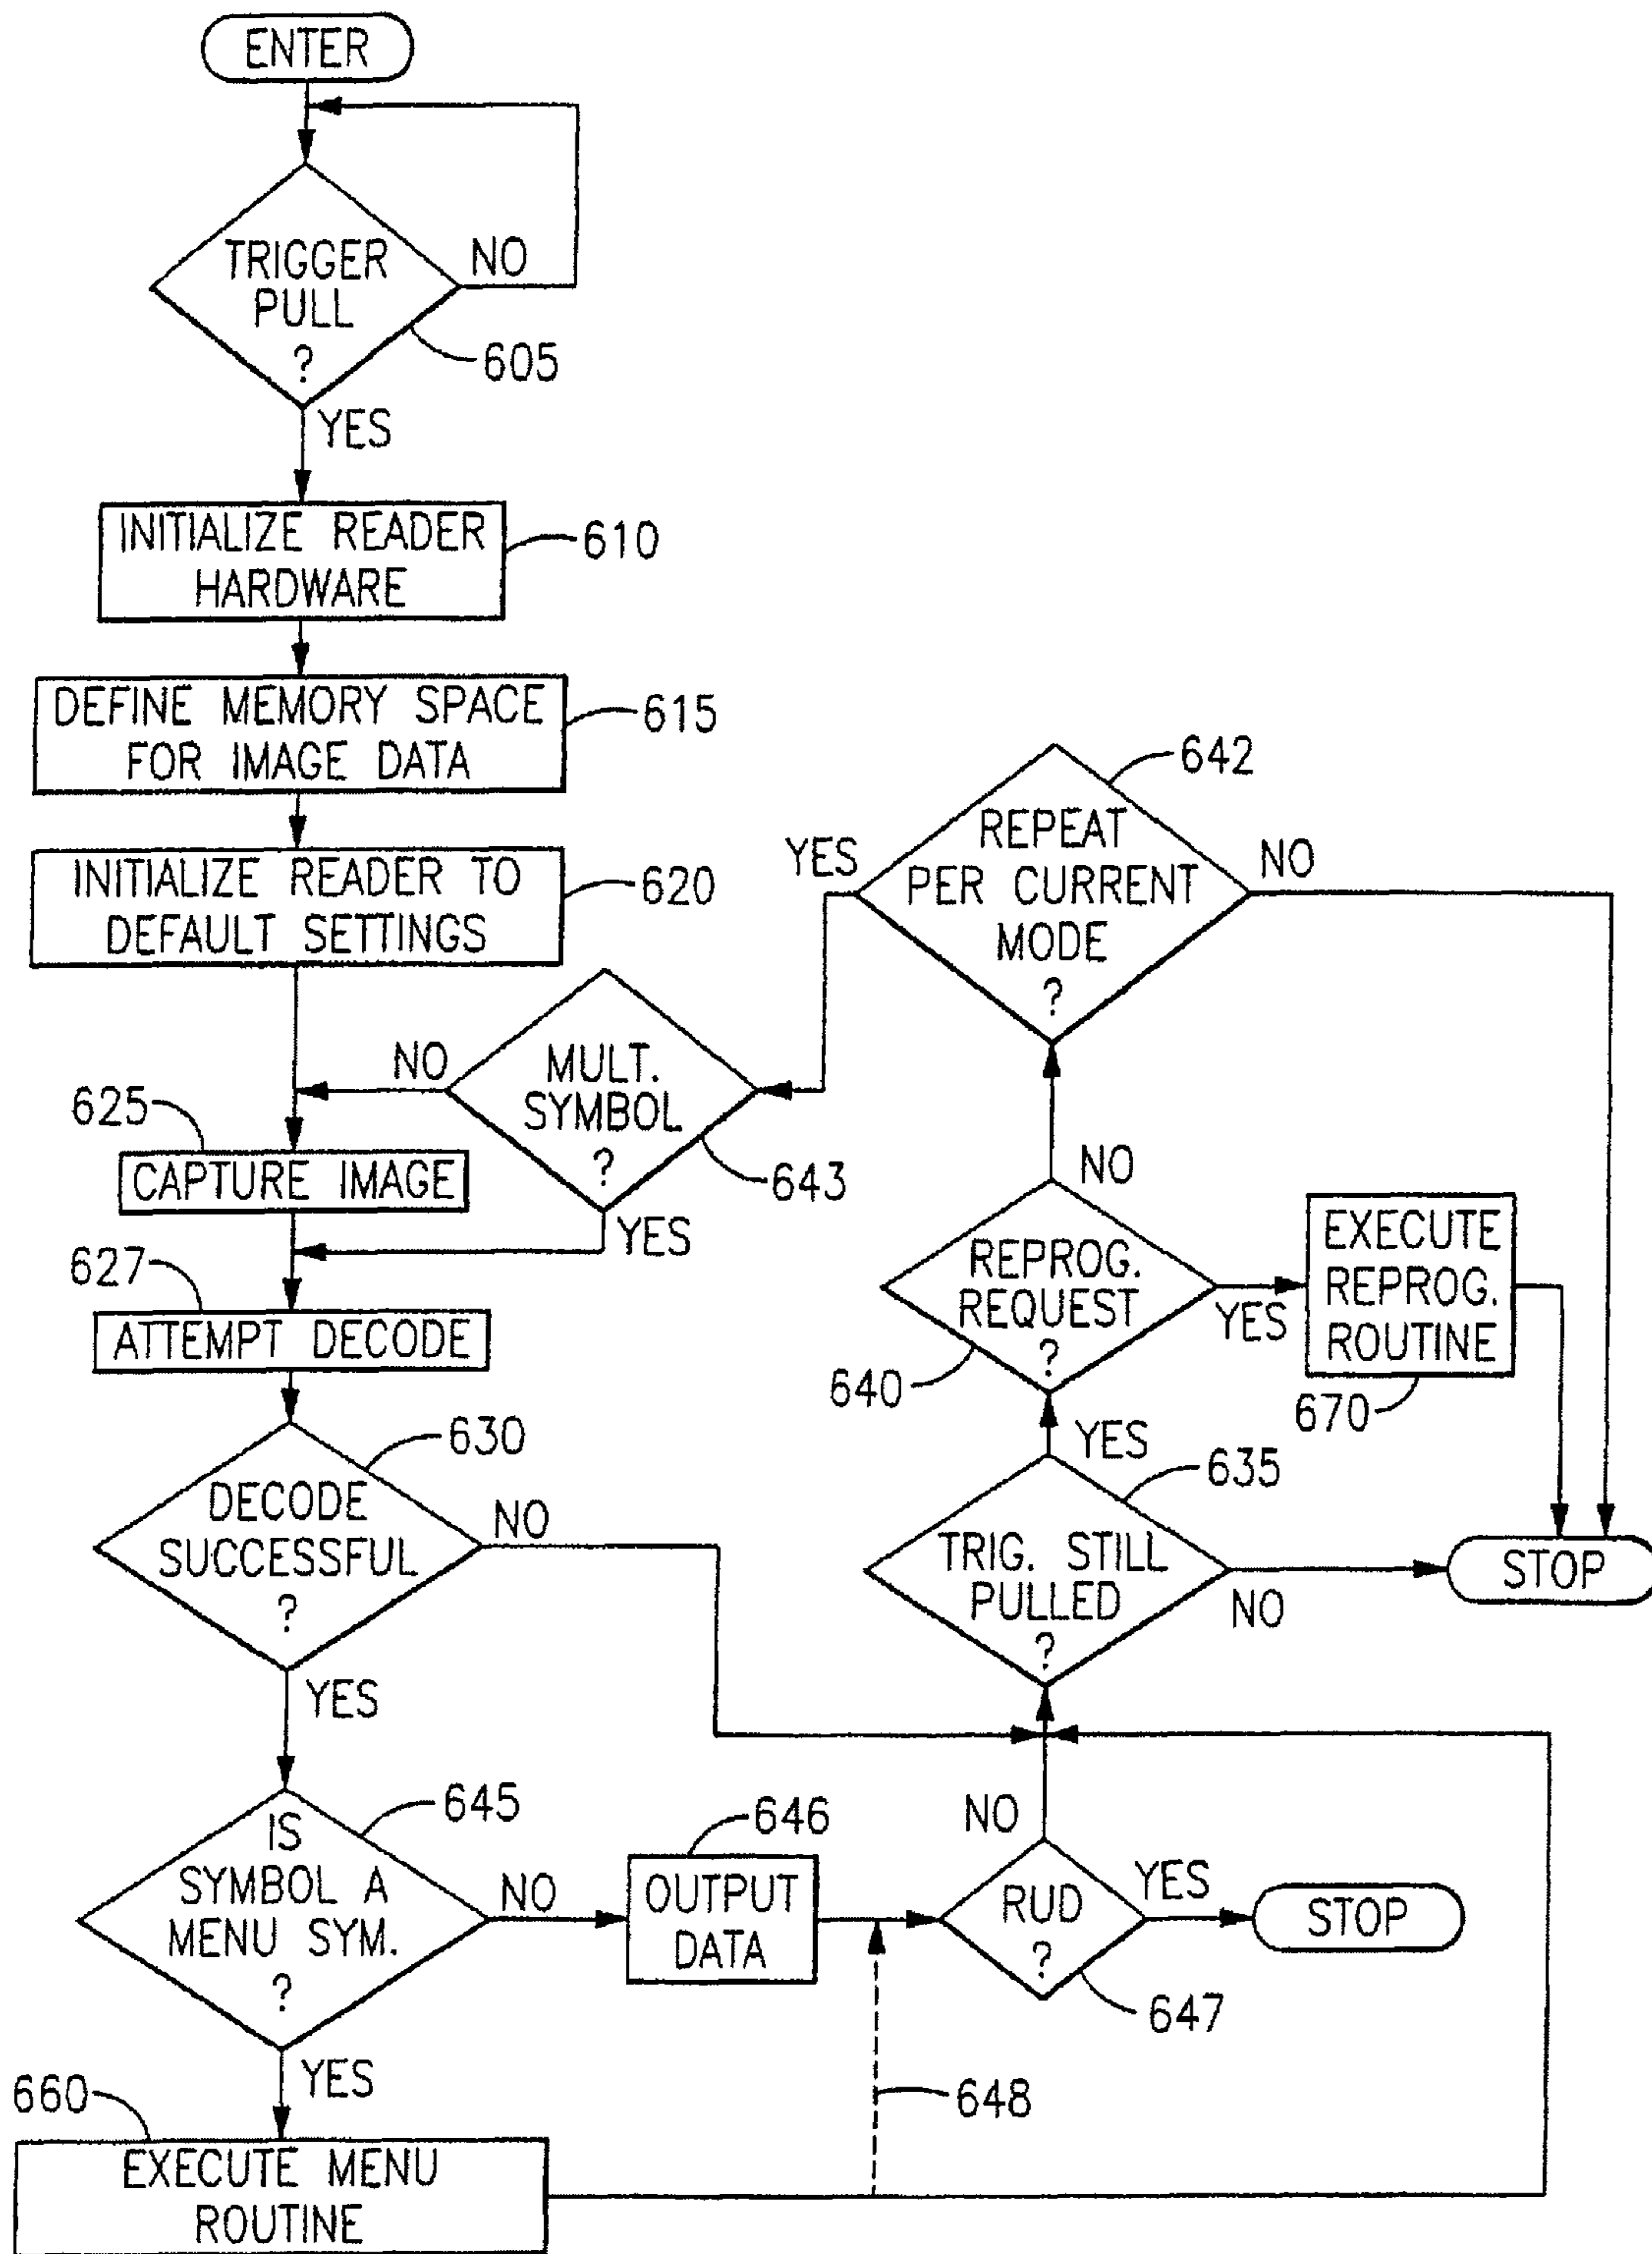 ENTER
TRIGGER
PULL
?
NO
605
YES
INITIALIZE READER
HARDWARE
610
DEFINE MEMORY SPACE
FOR IMAGE DATA
615
INITIALIZE READER TO
DEFAULT SETTINGS
620
642
REPEAT
PER CURRENT
MODE
?
YES
NO
MULT.
SYMBOL
?
NO
643
YES
625
CAPTURE IMAGE
627
ATTEMPT DECODE
NO
REPROG.
REQUEST
?
640
YES
EXECUTE
REPROG.
ROUTINE
670
630
DECODE
SUCCESSFUL
?
NO
YES
YES
635
TRIG. STILL
PULLED
?
NO
STOP
645
IS
SYMBOL A
MENU SYM.
?
NO
646
OUTPUT
DATA
NO
RUD
?
YES
647
STOP
YES
648
660
EXECUTE MENU
ROUTINE